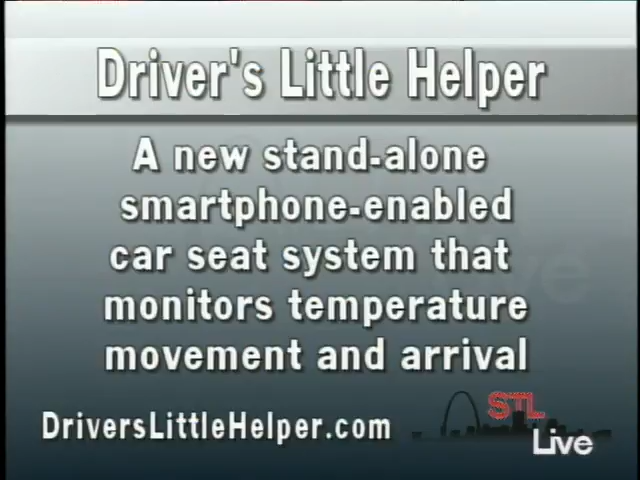 Driver's Little Helper
A new stand-alone
smartphone-enabled
car seat system that
monitors temperature
movement and arrival
DriversLittleHelper.com
STL
Live